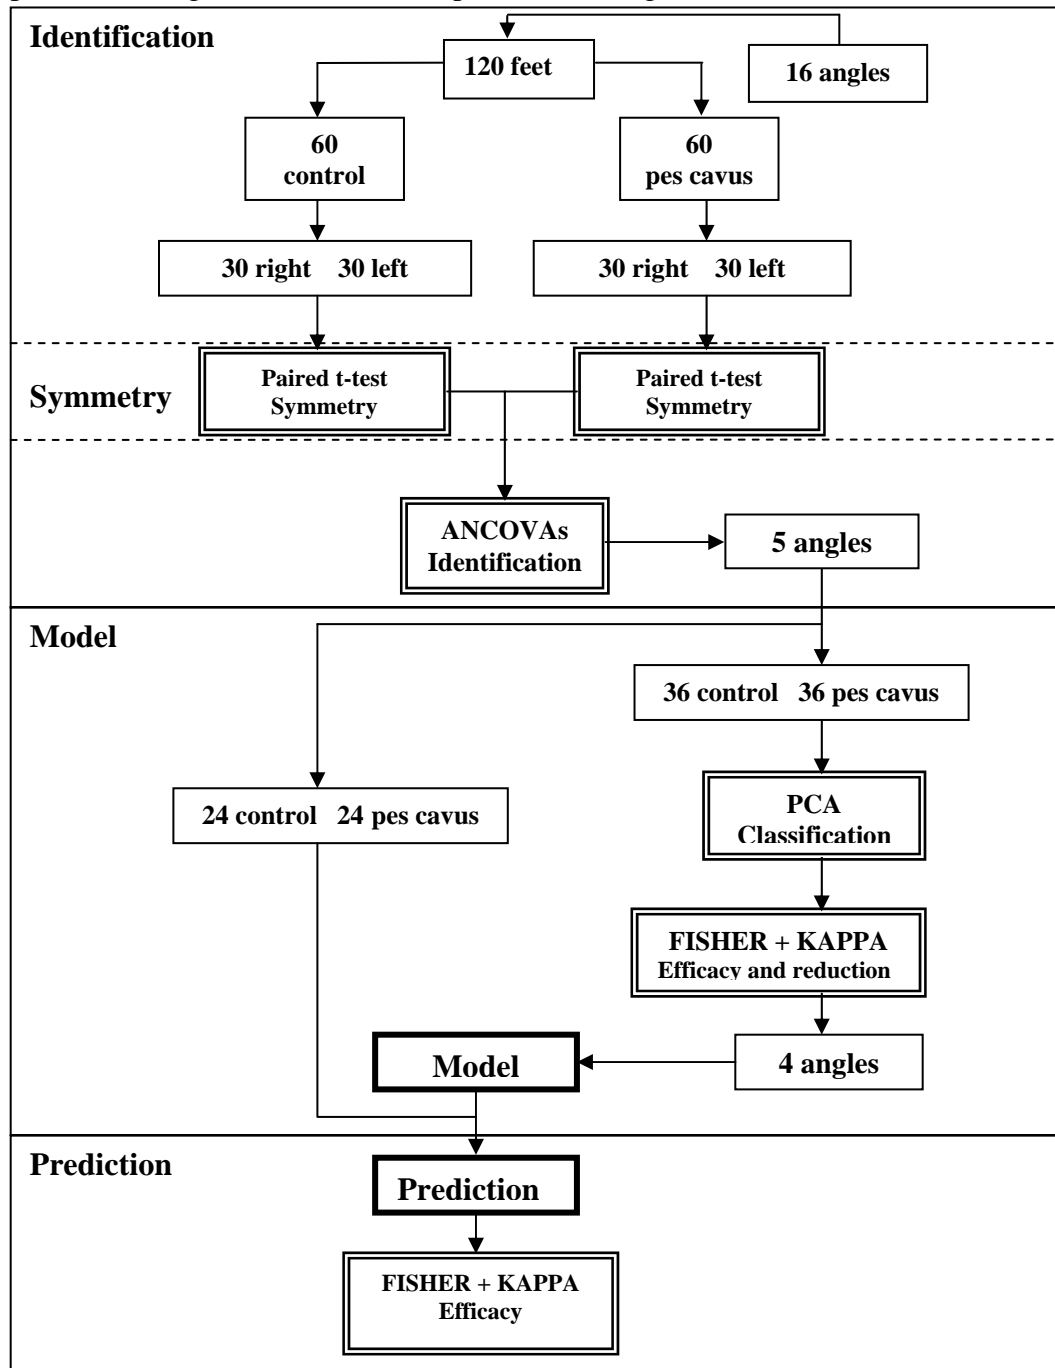 Identification
120 feet
16 angles
60
control
60
pes cavus
30 right 30 left
30 right 30 left
Symmetry
Paired t-test
Symmetry
Paired t-test
Symmetry
ANCOVAs
Identification
5 angles
Model
36 control 36 pes cavus
24 control 24 pes cavus
PCA
Classification
FISHER + KAPPA
Efficacy and reduction
Model
4 angles
Prediction
Prediction
FISHER + KAPPA
Efficacy